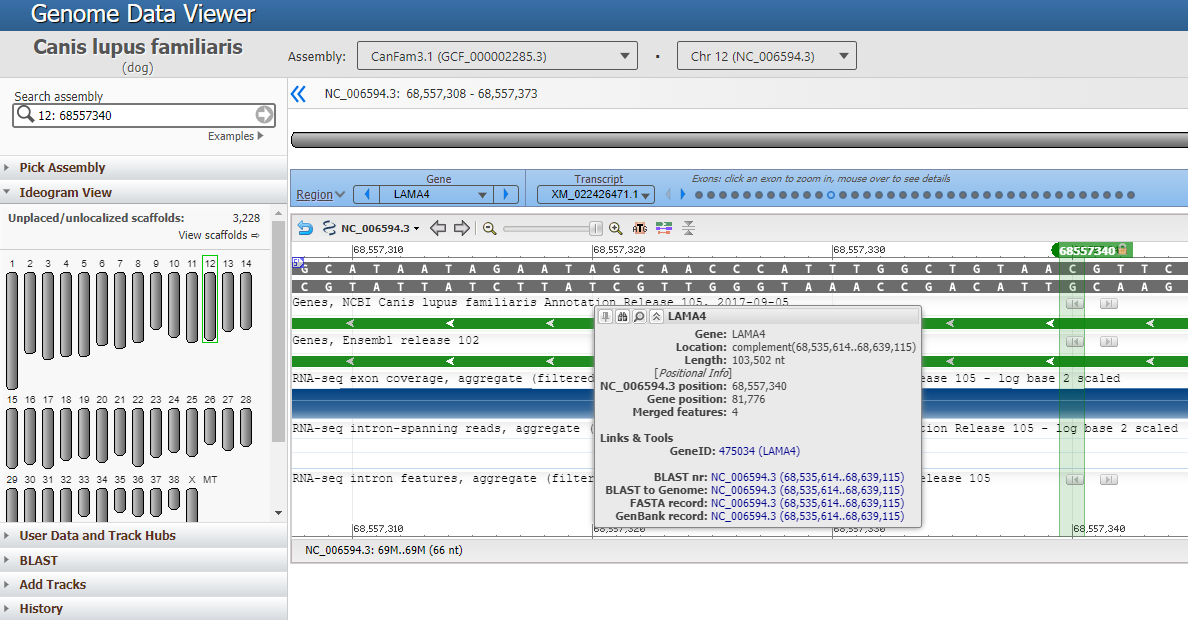 Genome Data Viewer
Canis lupus familiaris
(dog)
Assembly: CanFam3.1 (GCF_000002285.3) · Chr 12 (NC_006594.3)
Search assembly
12: 68557340
Examples
NC_006594.3: 68,557,308 - 68,557,373
Pick Assembly
Ideogram View
Unplaced/unlocalized scaffolds: 3,228
View scaffolds ⇨
1 2 3 4 5 6 7 8 9 10 11 12 13 14
15 16 17 18 19 20 21 22 23 24 25 26 27 28
29 30 31 32 33 34 35 36 37 38 X MT
User Data and Track Hubs
BLAST
Add Tracks
History
Region
Gene
LAMA4
Transcript
XM_022426471.1
Exons: click an exon to zoom in, mouse over to see details
NC_006594.3
ATG
68,557,310 68,557,320 68,557,330 68557340
5'
G C A T A A T A G A A T A G C A A C C C A T T T G G C T G T A A C G T T C
C G T A T T A T C T T A T C G T T G G G T A A A C C G A C A T T G C A A G
Genes, NCBI Canis lupus familiaris Annotation Release 105, 2017-09-05
Genes, Ensembl release 102
RNA-seq exon coverage, aggregate (filtered
ease 105 - log base 2 scaled
RNA-seq intron-spanning reads, aggregate (
tion Release 105 - log base 2 scaled
RNA-seq intron features, aggregate (filter
lease 105
LAMA4
Gene: LAMA4
Location: complement(68,535,614..68,639,115)
Length: 103,502 nt
[Positional Info]
NC_006594.3 position: 68,557,340
Gene position: 81,776
Merged features: 4
Links & Tools
GeneID: 475034 (LAMA4)
BLAST nr: NC_006594.3 (68,535,614..68,639,115)
BLAST to Genome: NC_006594.3 (68,535,614..68,639,115)
FASTA record: NC_006594.3 (68,535,614..68,639,115)
GenBank record: NC_006594.3 (68,535,614..68,639,115)
68,557,310 68,557,320 68,557,330 68,557,340
NC_006594.3: 69M..69M (66 nt)